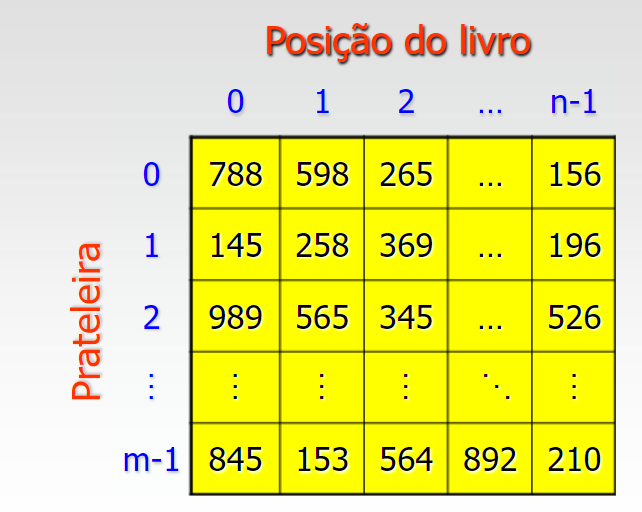 Posição do livro
0 1 2 ... n-1
Prateleira
0 788 598 265 ... 156
1 145 258 369 ... 196
2 989 565 345 ... 526
⋮ ⋮ ⋮ ⋮ ⋱ ⋮
m-1 845 153 564 892 210